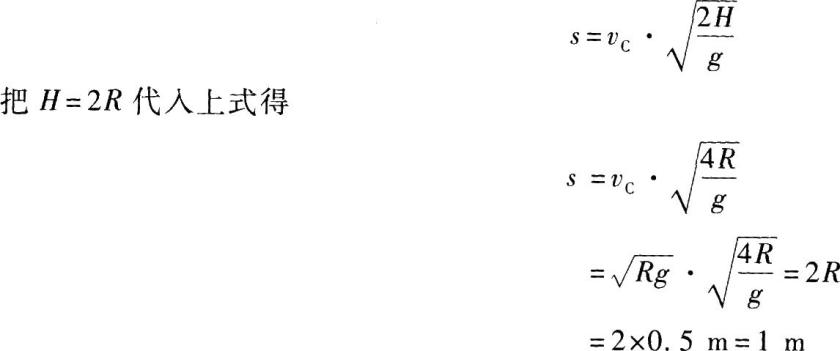 s = v_C · √(2H/g)
把 H=2R 代入上式得
s = v_C · √(4R/g)
= √(Rg) · √(4R/g) = 2R
= 2×0.5 m = 1 m